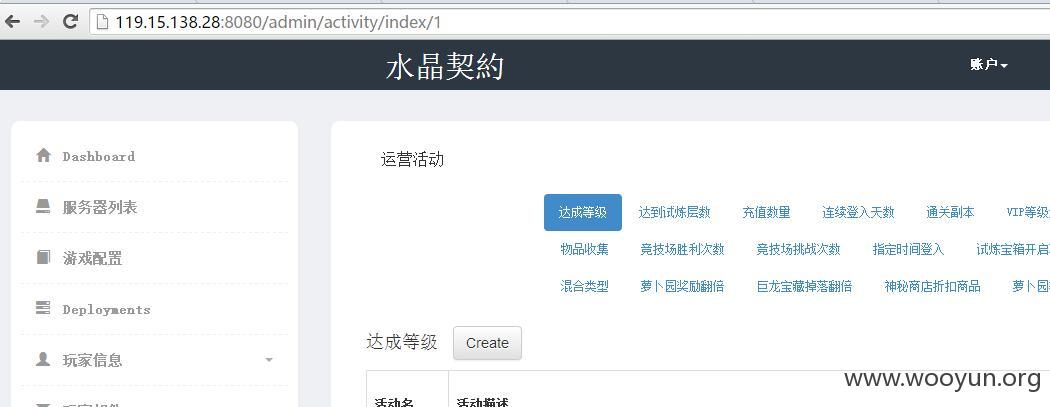 119.15.138.28:8080/admin/activity/index/1
水晶契約
账户
Dashboard
服务器列表
游戏配置
Deployments
玩家信息
运营活动
达成等级 达到试炼层数 充值数量 连续登入天数 通关副本 VIP等级
物品收集 竞技场胜利次数 竞技场挑战次数 指定时间登入 试炼宝箱开启
混合类型 萝卜园奖励翻倍 巨龙宝藏掉落翻倍 神秘商店折扣商品 萝卜园
达成等级 Create
活动名 活动描述
www.wooyun.org